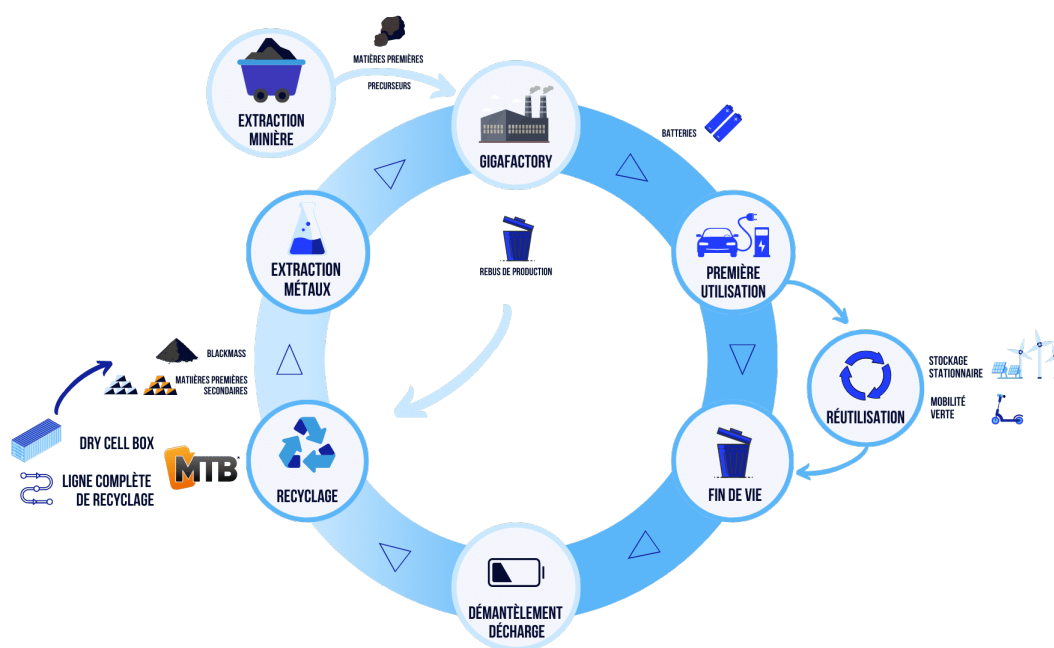 MATIÈRES PREMIÈRES
PRECURSEURS
EXTRACTION
MINIÈRE
GIGAFACTORY
BATTERIES
EXTRACTION
MÉTAUX
REBUS DE PRODUCTION
PREMIÈRE
UTILISATION
BLACKMASS
MATIIÈRES PREMIÈRES
SECONDAIRES
STOCKAGE
STATIONNAIRE
MOBILITÉ
VERTE
RÉUTILISATION
DRY CELL BOX
MTB
LIGNE COMPLÈTE
DE RECYCLAGE
RECYCLAGE
FIN DE VIE
DÉMANTÈLEMENT
DÉCHARGE